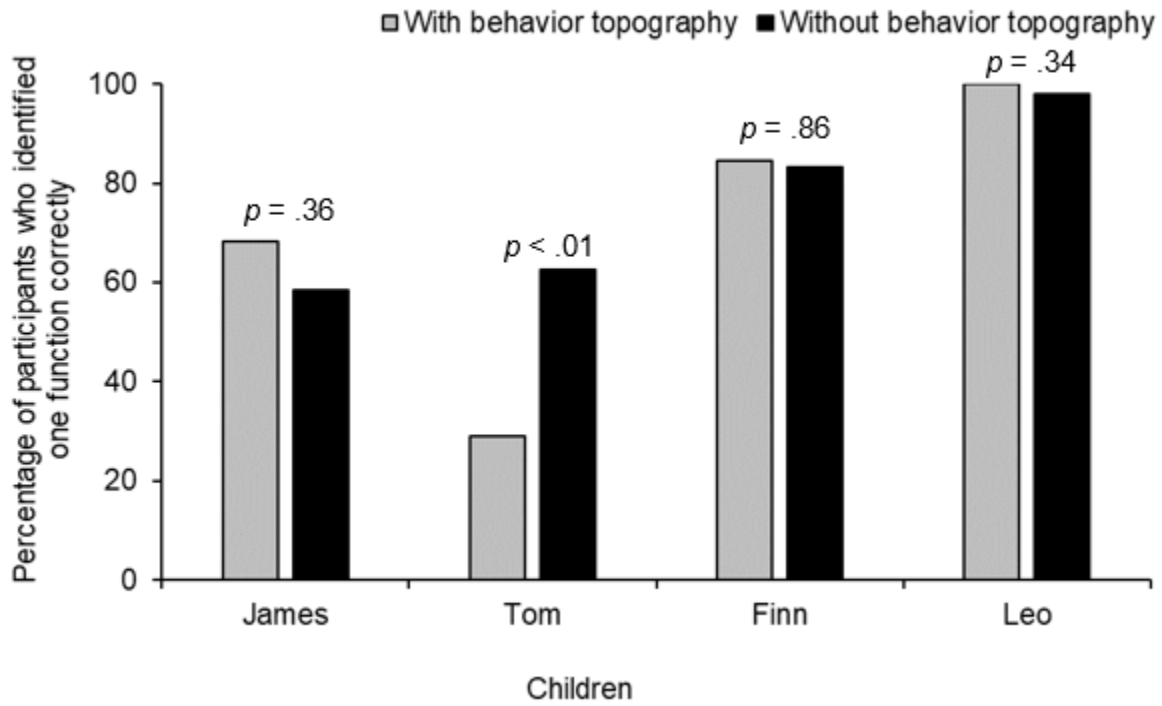 With behavior topography
Without behavior topography
Percentage of participants who identified
one function correctly
100
80
60
40
20
0
p = .36
p < .01
p = .86
p = .34
James
Tom
Finn
Leo
Children